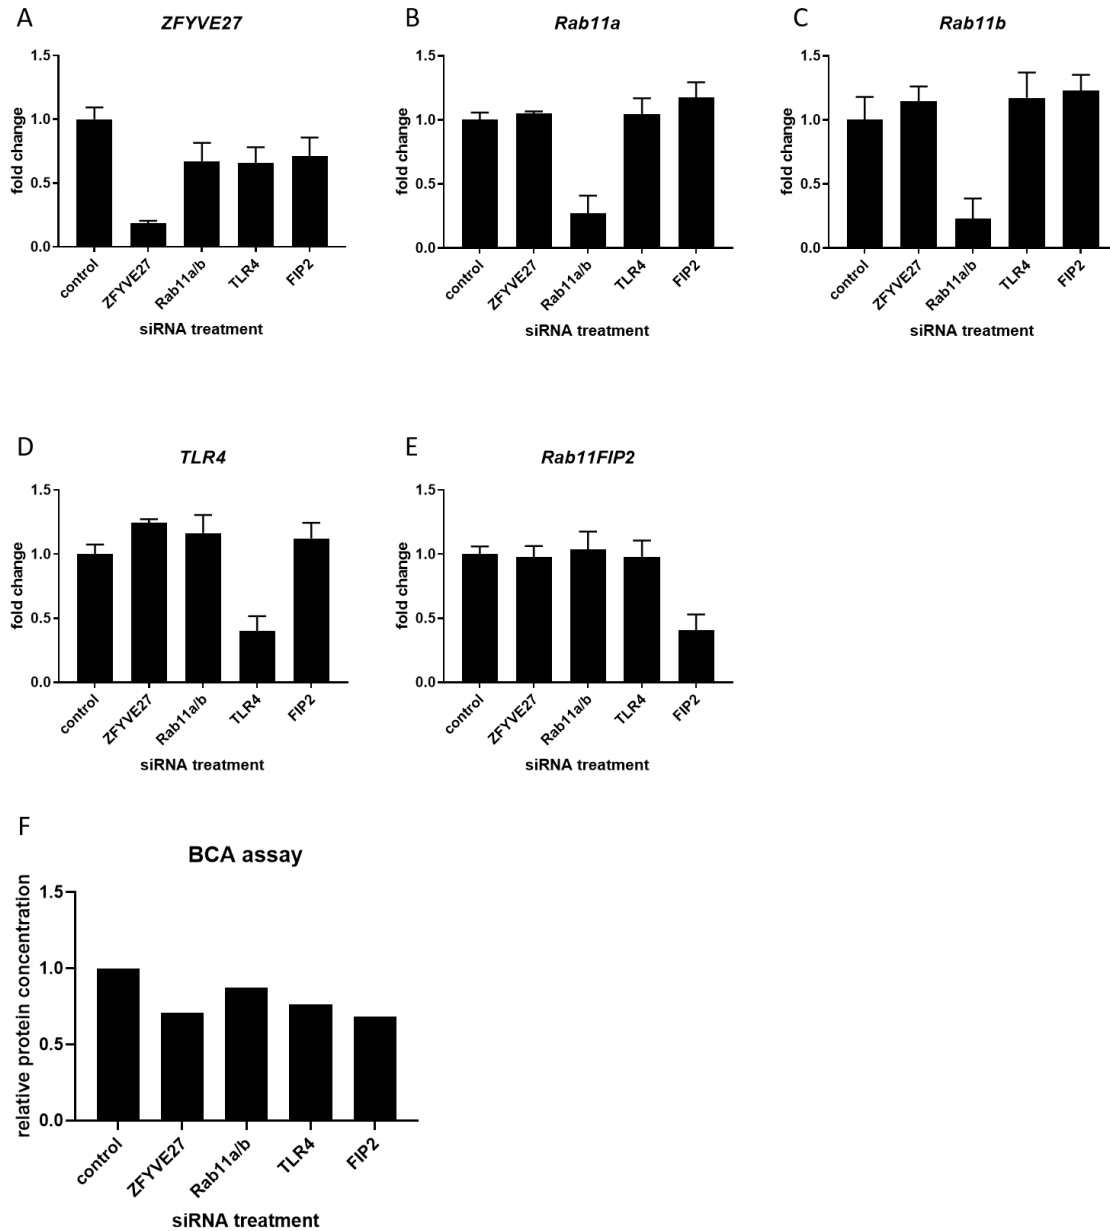 A
ZFYVE27
fold change
1.5
1.0
0.5
0.0
control
ZFYVE27
Rab11a/b
TLR4
FIP2
siRNA treatment
B
Rab11a
fold change
1.5
1.0
0.5
0.0
control
ZFYVE27
Rab11a/b
TLR4
FIP2
siRNA treatment
C
Rab11b
fold change
1.5
1.0
0.5
0.0
control
ZFYVE27
Rab11a/b
TLR4
FIP2
siRNA treatment
D
TLR4
fold change
1.5
1.0
0.5
0.0
control
ZFYVE27
Rab11a/b
TLR4
FIP2
siRNA treatment
E
Rab11FIP2
fold change
1.5
1.0
0.5
0.0
control
ZFYVE27
Rab11a/b
TLR4
FIP2
siRNA treatment
F
BCA assay
relative protein concentration
1.5
1.0
0.5
0.0
control
ZFYVE27
Rab11a/b
TLR4
FIP2
siRNA treatment